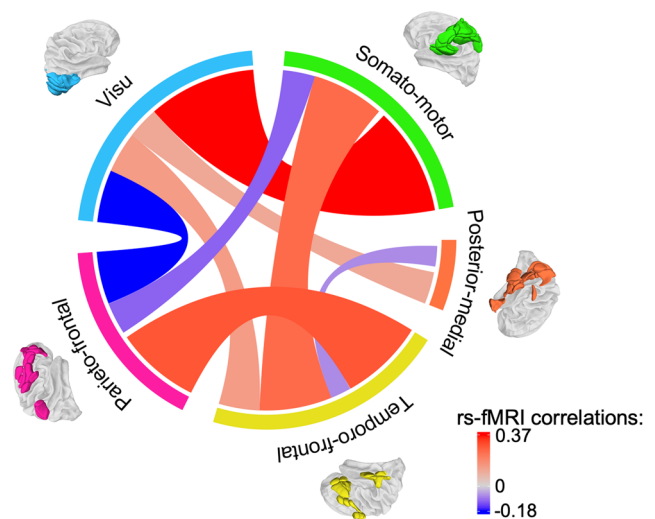 Visu
Somato-motor
Posterior-medial
Parieto-frontal
Temporo-frontal
rs-fMRI correlations:
0.37
0
-0.18